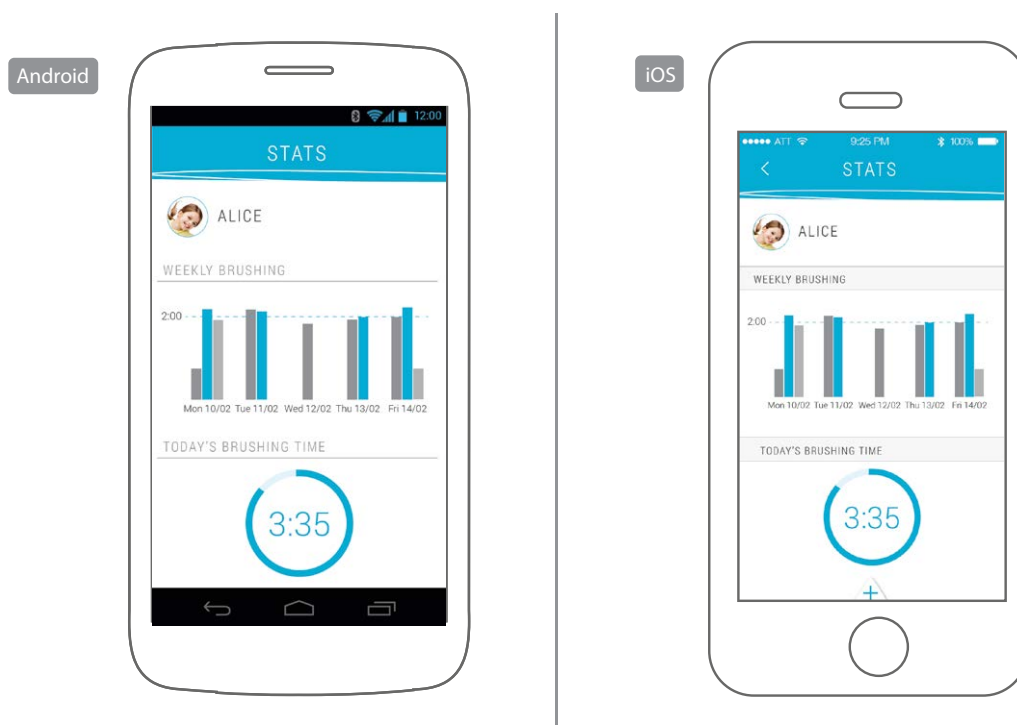 Android
12:00
STATS
ALICE
WEEKLY BRUSHING
2:00
Mon 10/02 Tue 11/02 Wed 12/02 Thu 13/02 Fri 14/02
TODAY'S BRUSHING TIME
3:35
iOS
ATT 9:25 PM 100%
STATS
ALICE
WEEKLY BRUSHING
2:00
Mon 10/02 Tue 11/02 Wed 12/02 Thu 13/02 Fri 14/02
TODAY'S BRUSHING TIME
3:35
+